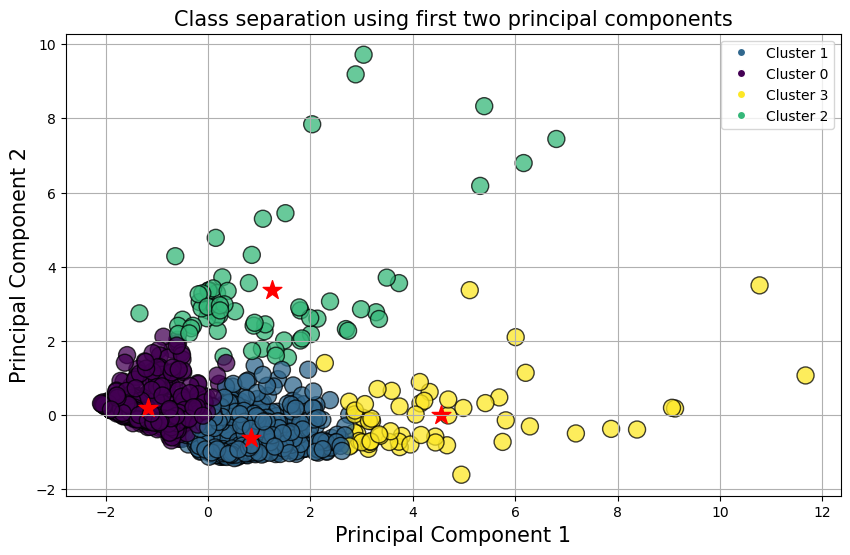 Class separation using first two principal components
Cluster 1
Cluster 0
Cluster 3
Cluster 2
10
8
6
4
2
0
−2
Principal Component 2
−2 0 2 4 6 8 10 12
Principal Component 1